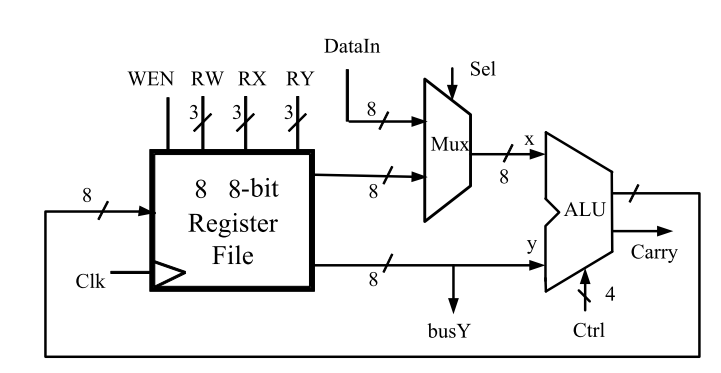 DataIn
Sel
WEN RW RX RY
3 3 3
8
Mux
x
8
8 8-bit
Register
File
8
8
ALU
y
Carry
Clk
8
4
busY
Ctrl